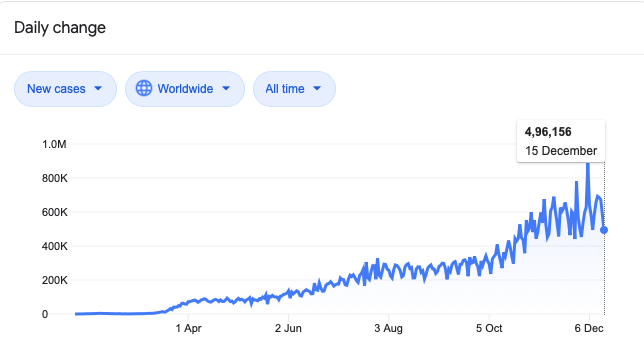 Daily change
New cases
Worldwide
All time
4,96,156
15 December
1.0M
800K
600K
400K
200K
0
1 Apr
2 Jun
3 Aug
5 Oct
6 Dec